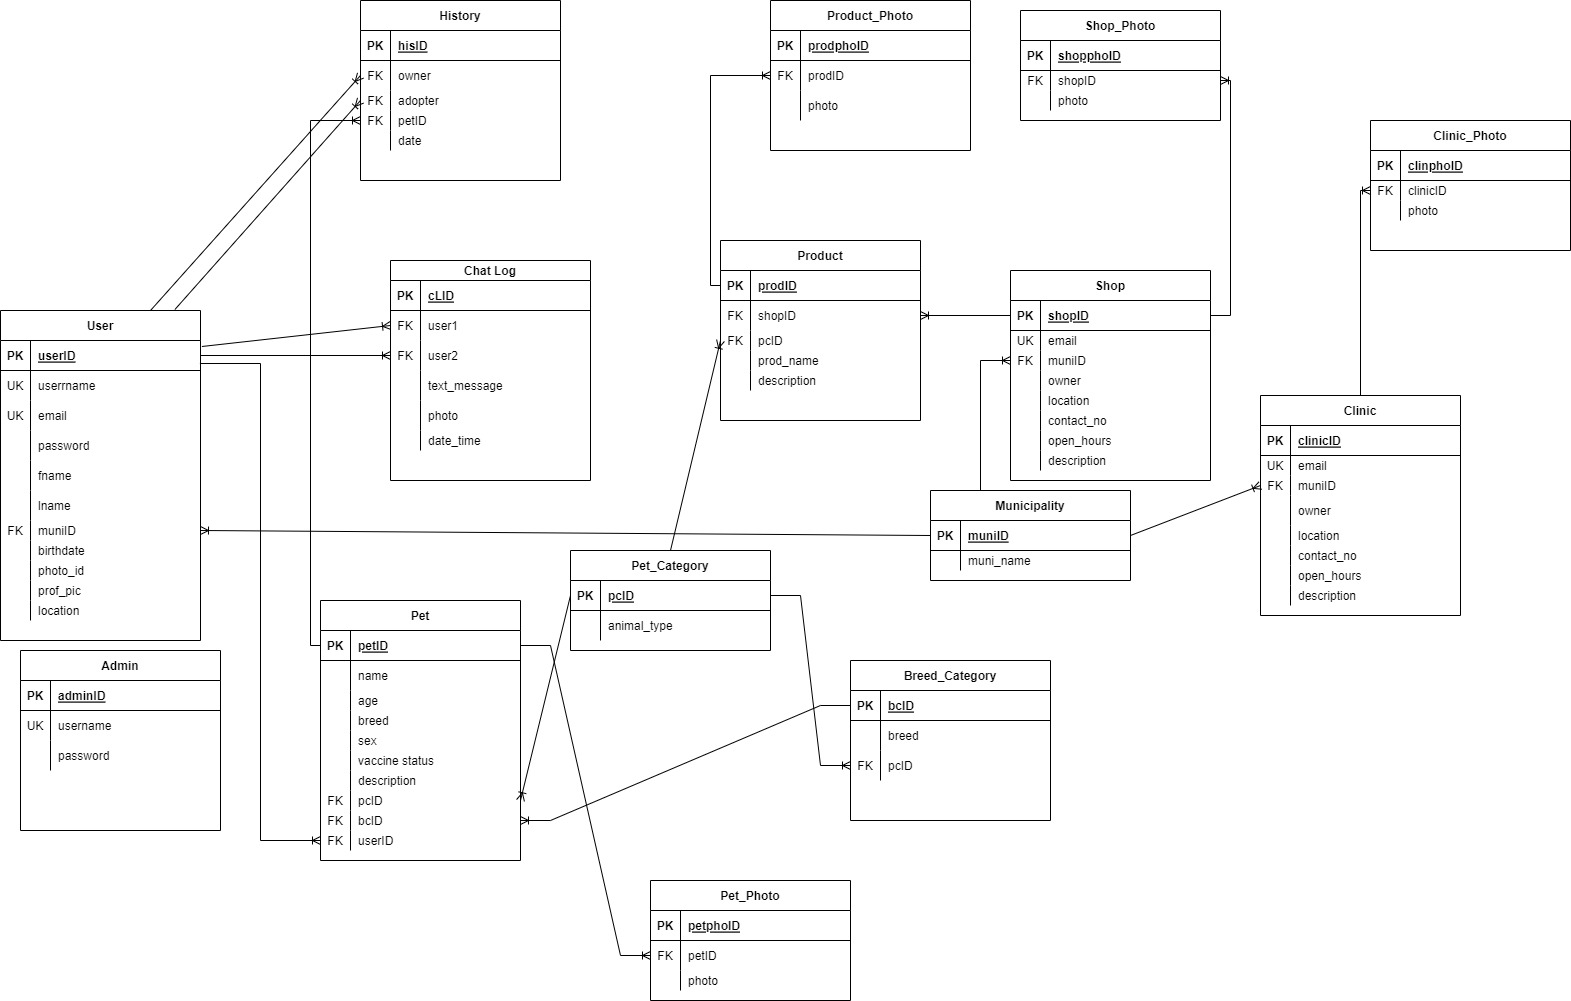 History
PK hisID
FK owner
FK adopter
FK petID
date
Product_Photo
PK prodphoID
FK prodID
photo
Shop_Photo
PK shopphoID
FK shopID
photo
Clinic_Photo
PK clinphoID
FK clinicID
photo
Chat Log
PK cLID
FK user1
FK user2
text_message
photo
date_time
Product
PK prodID
FK shopID
FK pcID
prod_name
description
Shop
PK shopID
UK email
FK muniID
owner
location
contact_no
open_hours
description
User
PK userID
UK userrname
UK email
password
fname
lname
FK muniID
birthdate
photo_id
prof_pic
location
Clinic
PK clinicID
UK email
FK muniID
owner
location
contact_no
open_hours
description
Municipality
PK muniID
muni_name
Pet_Category
PK pcID
animal_type
Pet
PK petID
name
age
breed
sex
vaccine status
description
FK pcID
FK bcID
FK userID
Admin
PK adminID
UK username
password
Breed_Category
PK bcID
breed
FK pcID
Pet_Photo
PK petphoID
FK petID
photo